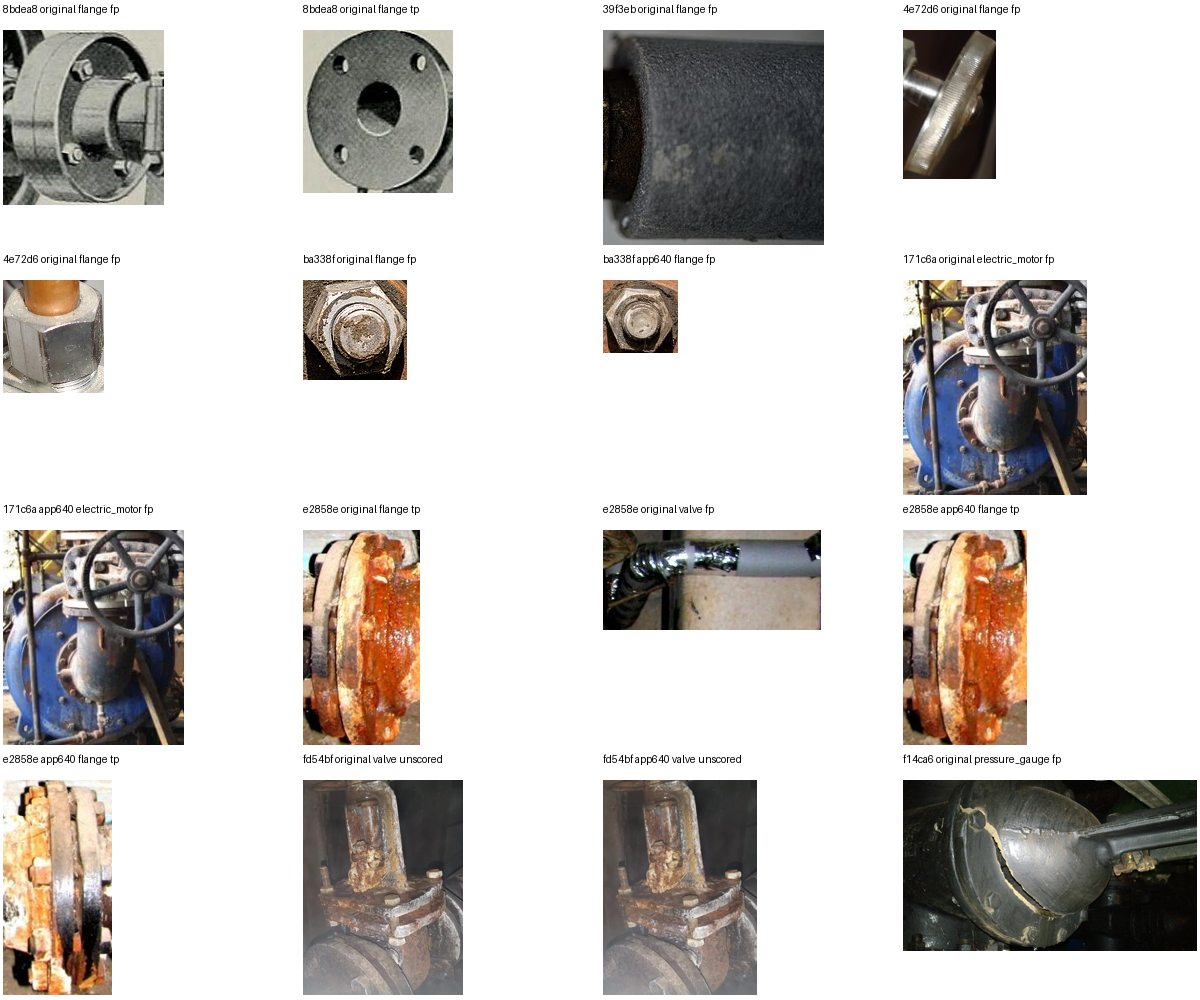 8bdea8 original flange fp
8bdea8 original flange tp
39f3eb original flange fp
4e72d6 original flange fp
4e72d6 original flange fp
ba338f original flange fp
ba338f app640 flange fp
171c6a original electric_motor fp
171c6a app640 electric_motor fp
e2858e original flange tp
e2858e original valve fp
e2858e app640 flange tp
e2858e app640 flange tp
fd54bf original valve unscored
fd54bf app640 valve unscored
f14ca6 original pressure_gauge fp